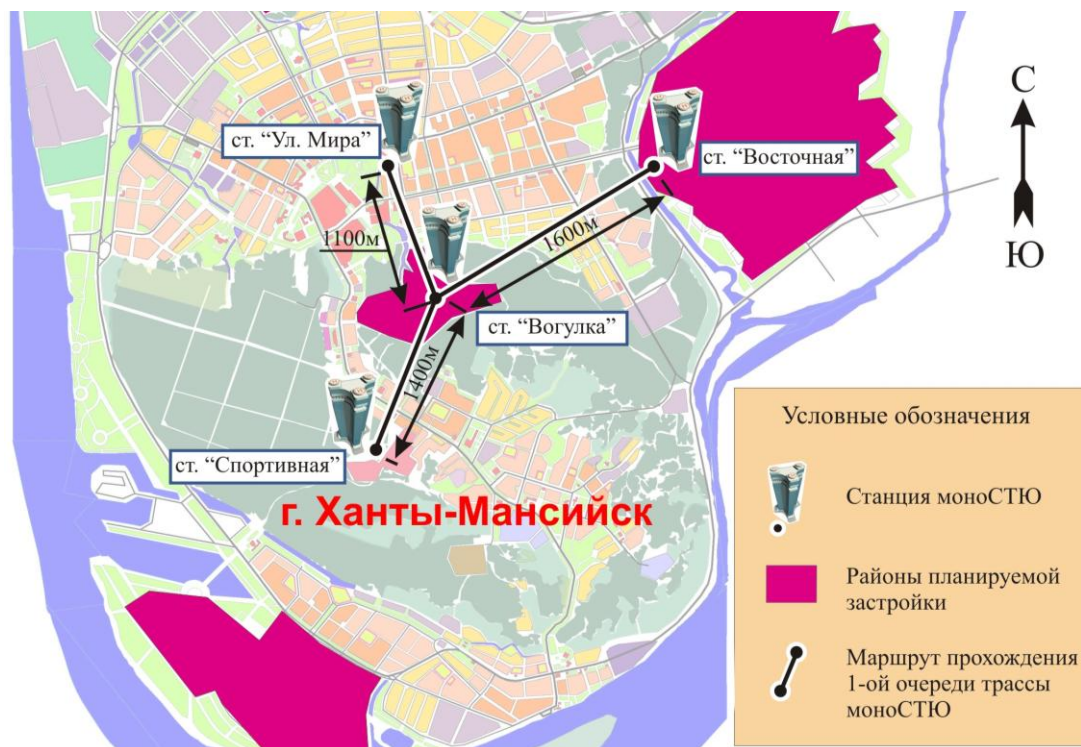 ст. “Ул. Мира”
ст. “Восточная”
1100м
1600м
ст. “Вогулка”
1400м
ст. “Спортивная”
г. Ханты-Мансийск
С
Ю
Условные обозначения
Станция моноСТЮ
Районы планируемой
застройки
Маршрут прохождения
1-ой очереди трассы
моноСТЮ